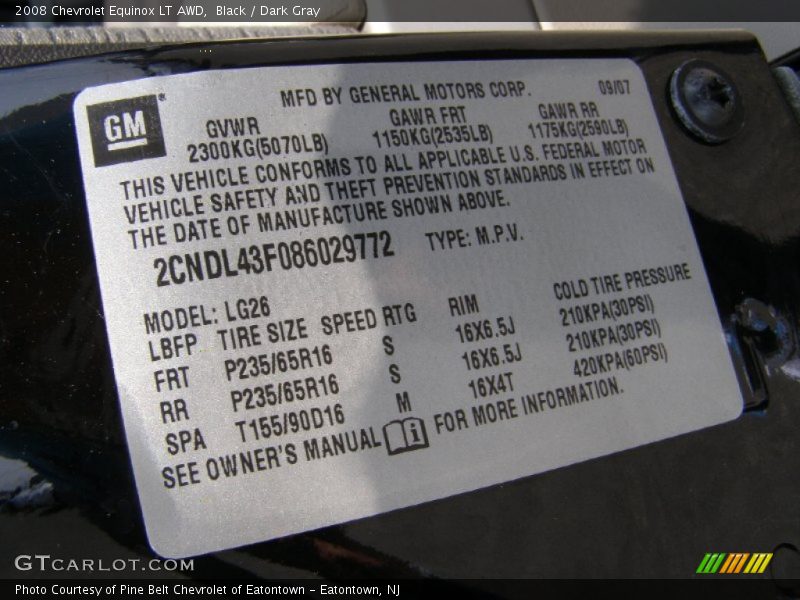 2008 Chevrolet Equinox LT AWD,  Black / Dark Gray
MFD BY GENERAL MOTORS CORP. 09/07
GM
GVWR GAWR FRT GAWR RR
2300KG(5070LB) 1150KG(2535LB) 1175KG(2590LB)
THIS VEHICLE CONFORMS TO ALL APPLICABLE U.S. FEDERAL MOTOR
VEHICLE SAFETY AND THEFT PREVENTION STANDARDS IN EFFECT ON
THE DATE OF MANUFACTURE SHOWN ABOVE.
2CNDL43F086029772 TYPE: M.P.V.
MODEL: LG26
LBFP TIRE SIZE SPEED RTG RIM COLD TIRE PRESSURE
FRT P235/65R16 S 16X6.5J 210KPA(30PSI)
RR P235/65R16 S 16X6.5J 210KPA(30PSI)
SPA T155/90D16 M 16X4T 420KPA(60PSI)
SEE OWNER'S MANUAL i FOR MORE INFORMATION.
GTCARLOT.COM
Photo Courtesy of Pine Belt Chevrolet of Eatontown – Eatontown, NJ